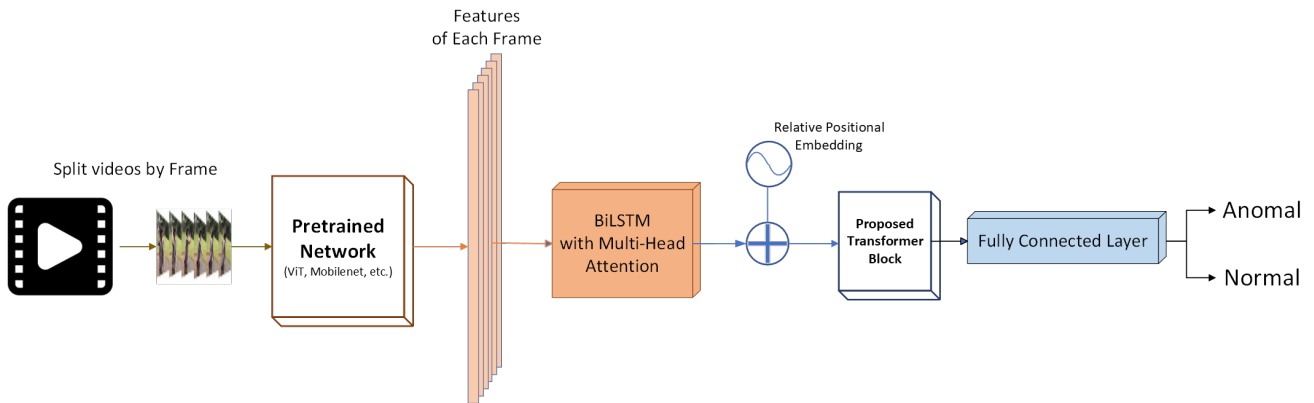 Features
of Each Frame
Split videos by Frame
Pretrained
Network
(ViT, Mobilenet, etc.)
BiLSTM
with Multi-Head
Attention
Relative Positional
Embedding
Proposed
Transformer
Block
Fully Connected Layer
Anomal
Normal